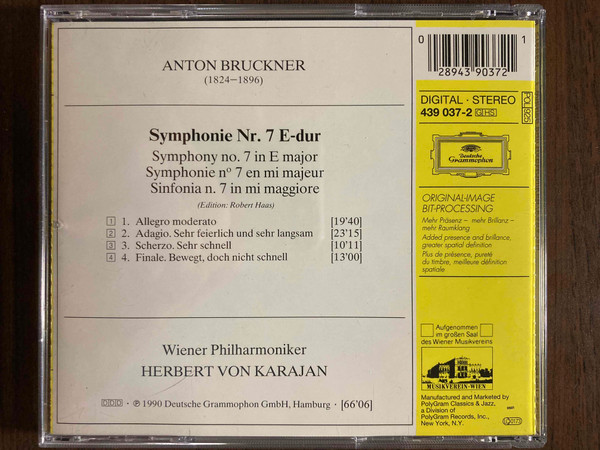 ANTON BRUCKNER
(1824–1896)
Symphonie Nr. 7 E-dur
Symphony no. 7 in E major
Symphonie nº 7 en mi majeur
Sinfonia n. 7 in mi maggiore
(Edition: Robert Haas)
1 1. Allegro moderato [19'40]
2 2. Adagio. Sehr feierlich und sehr langsam [23'15]
3 3. Scherzo. Sehr schnell [10'11]
4 4. Finale. Bewegt, doch nicht schnell [13'00]
Wiener Philharmoniker
HERBERT VON KARAJAN
DDD · ℗ 1990 Deutsche Grammophon GmbH, Hamburg · [66'06]
0 1
28943 90372
DIGITAL · STEREO
439 037-2 GHS
POL 925
Deutsche
Grammophon
ORIGINAL-IMAGE
BIT-PROCESSING
Mehr Präsenz – mehr Brillanz –
mehr Raumklang
Added presence and brilliance,
greater spatial definition
Plus de présence, pureté
du timbre, meilleure définition
spatiale
Aufgenommen
im großen Saal
des Wiener Musikvereins
MUSIKVEREIN-WIEN
Manufactured and Marketed by
PolyGram Classics & Jazz,
a Division of
PolyGram Records, Inc.,
New York, N.Y.